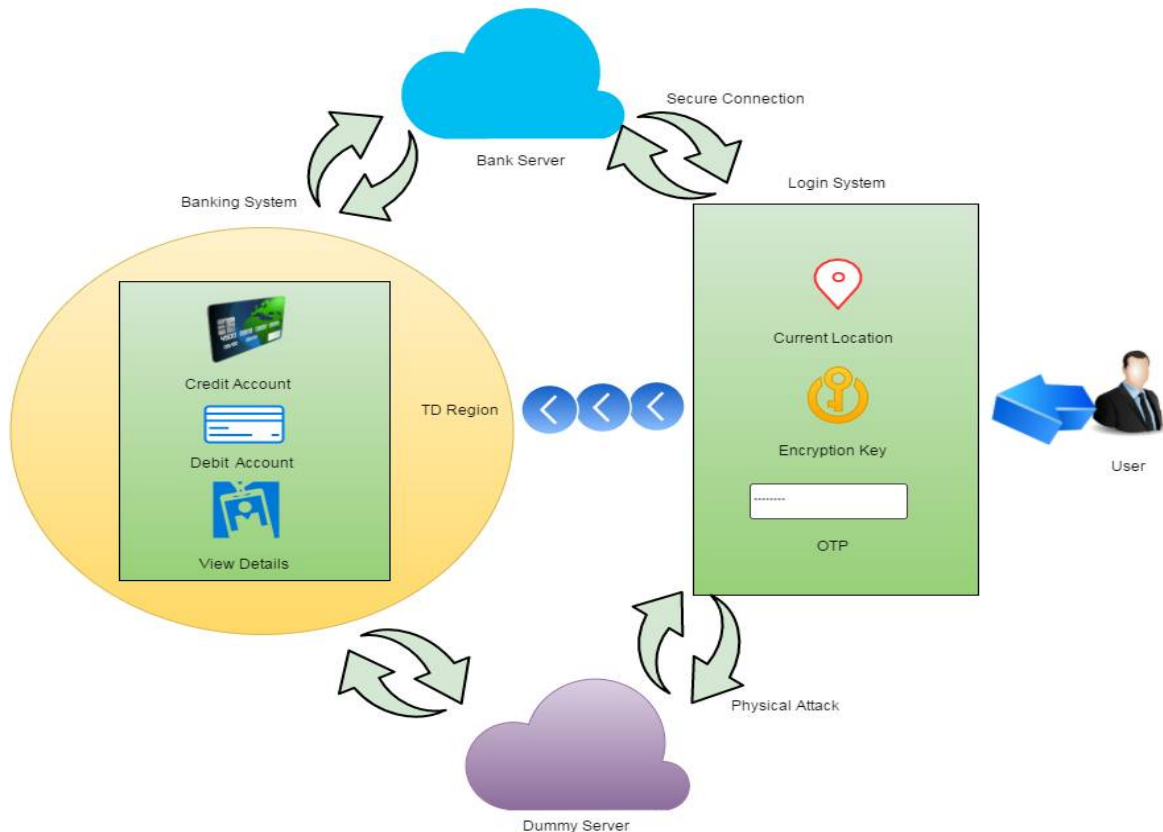 Secure Connection
Bank Server
Login System
Banking System
Current Location
Credit Account
TD Region
Encryption Key
Debit Account
User
--------
OTP
View Details
Physical Attack
Dummy Server